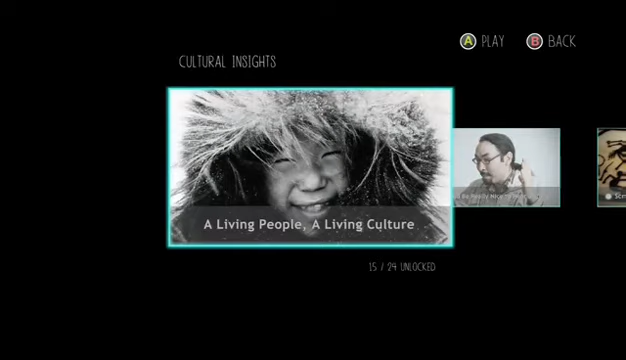 A PLAY B BACK
CULTURAL INSIGHTS
A Living People, A Living Culture
15 / 24 UNLOCKED